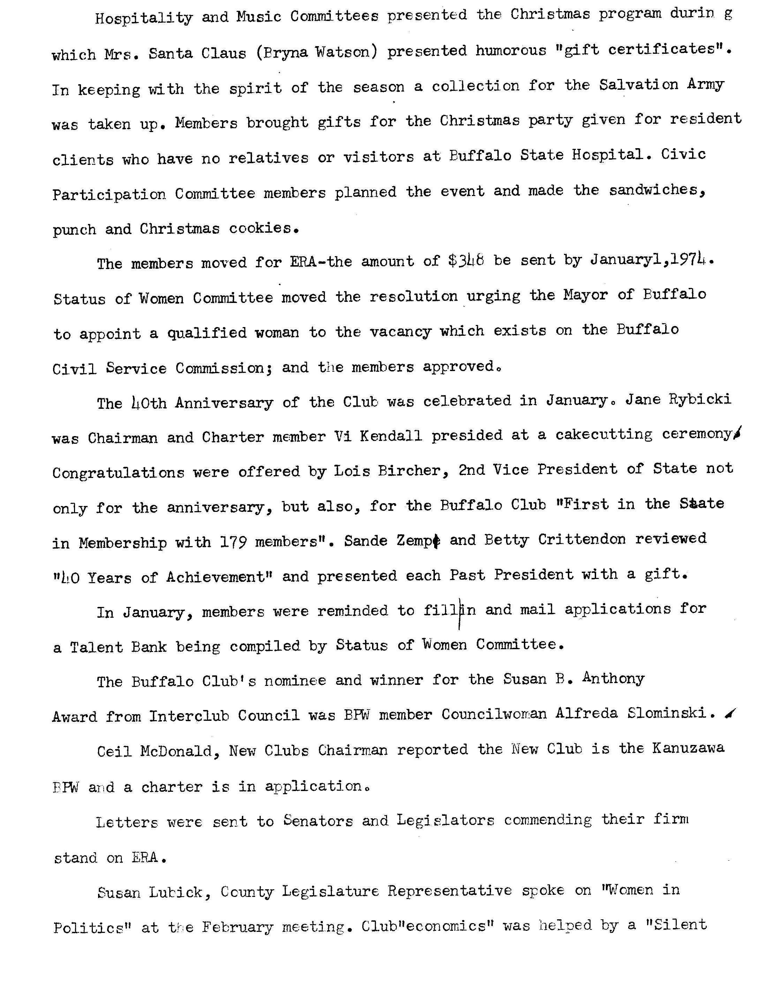 Hospitality and Music Committees presented the Christmas program durin g
which Mrs. Santa Claus (Bryna Watson) presented humorous "gift certificates".
In keeping with the spirit of the season a collection for the Salvation Army
was taken up. Members brought gifts for the Christmas party given for resident
clients who have no relatives or visitors at Buffalo State Hospital. Civic
Participation Committee members planned the event and made the sandwiches,
punch and Christmas cookies.
The members moved for ERA-the amount of $348 be sent by January1,1974.
Status of Women Committee moved the resolution urging the Mayor of Buffalo
to appoint a qualified woman to the vacancy which exists on the Buffalo
Civil Service Commission; and the members approved.
The 40th Anniversary of the Club was celebrated in January. Jane Rybicki
was Chairman and Charter member Vi Kendall presided at a cakecutting ceremony.
Congratulations were offered by Lois Bircher, 2nd Vice President of State not
only for the anniversary, but also, for the Buffalo Club "First in the State
in Membership with 179 members". Sande Zemp and Betty Crittendon reviewed
"40 Years of Achievement" and presented each Past President with a gift.
In January, members were reminded to fill in and mail applications for
a Talent Bank being compiled by Status of Women Committee.
The Buffalo Club's nominee and winner for the Susan B. Anthony
Award from Interclub Council was BPW member Councilwoman Alfreda Slominski.
Ceil McDonald, New Clubs Chairman reported the New Club is the Kanuzawa
BPW and a charter is in application.
Letters were sent to Senators and Legislators commending their firm
stand on ERA.
Susan Lubick, County Legislature Representative spoke on "Women in
Politics" at the February meeting. Club"economics" was helped by a "Silent